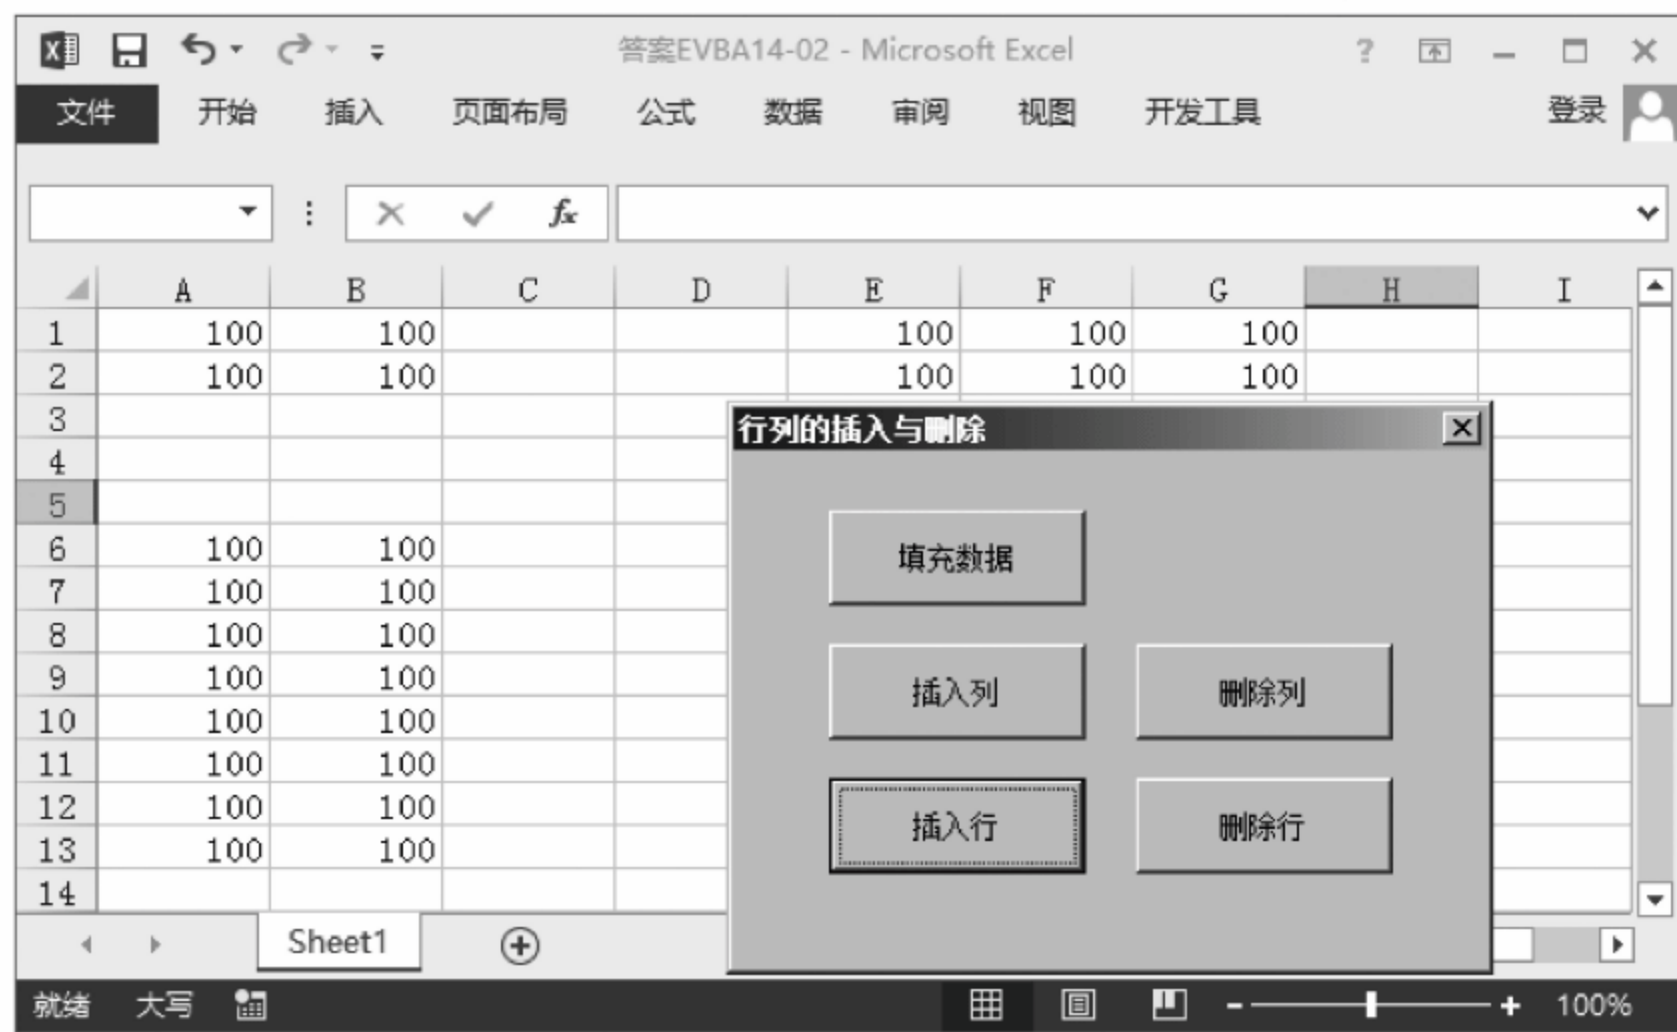 答案EVBA14-02 - Microsoft Excel
?
文件 开始 插入 页面布局 公式 数据 审阅 视图 开发工具 登录
fx
A B C D E F G H I
1 100 100 100 100 100
2 100 100 100 100 100
3
4
5
6 100 100
7 100 100
8 100 100
9 100 100
10 100 100
11 100 100
12 100 100
13 100 100
14
行列的插入与删除
填充数据
插入列 删除列
插入行 删除行
Sheet1
就绪 大写 100%